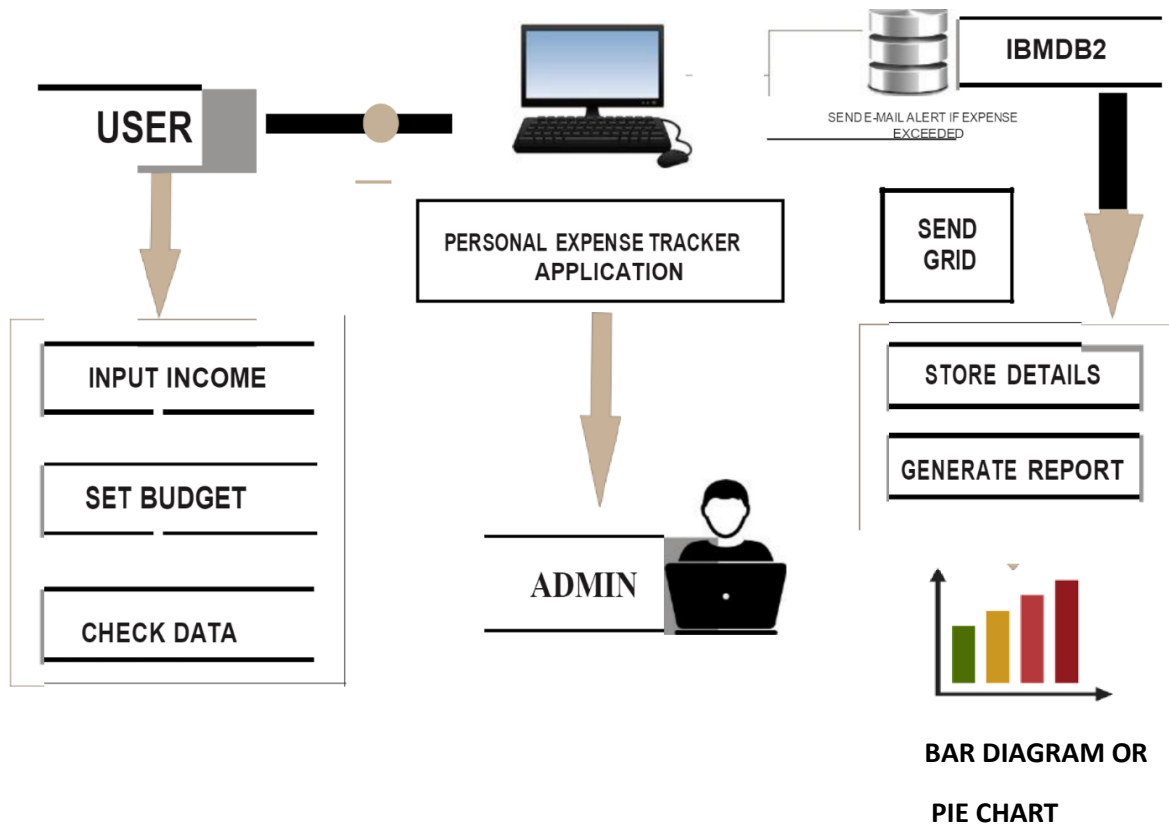 USER
IBMDB2
SEND E-MAIL ALERT IF EXPENSE
EXCEEDED
PERSONAL EXPENSE TRACKER
APPLICATION
SEND
GRID
INPUT INCOME
SET BUDGET
CHECK DATA
ADMIN
STORE DETAILS
GENERATE REPORT
BAR DIAGRAM OR
PIE CHART